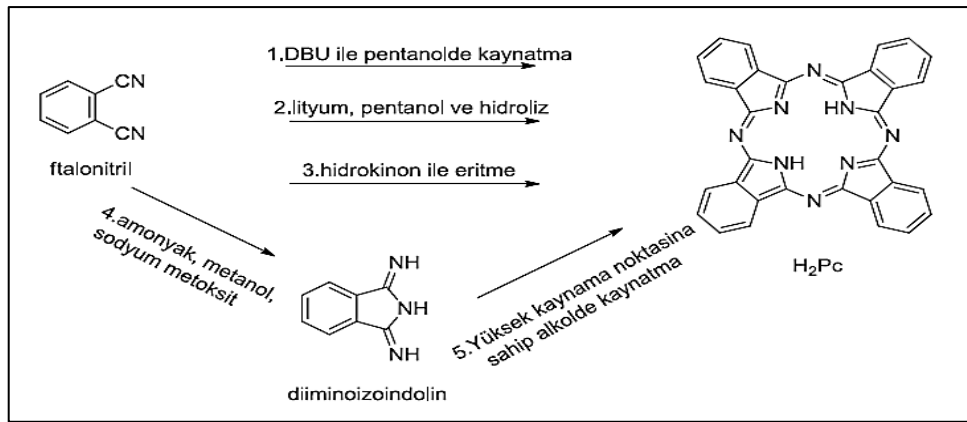 1.DBU ile pentanolde kaynatma
2.lityum, pentanol ve hidroliz
3.hidrokinon ile eritme
CN
CN
ftalonitril
4.amonyak, metanol,
sodyum metoksit
NH
NH
NH
diiminoizoindolin
5.Yüksek kaynama noktasina
sahip alkolde kaynatma
N
N
HN
N
N
NH
N
N
H₂Pc